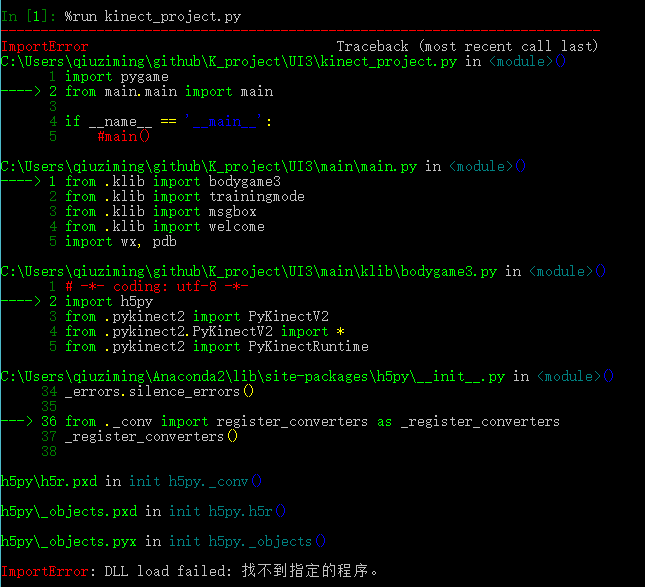 In [1]: %run kinect_project.py
---------------------------------------------------------------------------
ImportError                               Traceback (most recent call last)
C:\Users\qiuziming\github\K_project\UI3\kinect_project.py in <module>()
      1 import pygame
----> 2 from main.main import main
      3
      4 if __name__ == '__main__':
      5     #main()
C:\Users\qiuziming\github\K_project\UI3\main\main.py in <module>()
----> 1 from .klib import bodygame3
      2 from .klib import trainingmode
      3 from .klib import msgbox
      4 from .klib import welcome
      5 import wx, pdb
C:\Users\qiuziming\github\K_project\UI3\main\klib\bodygame3.py in <module>()
      1 # -*- coding: utf-8 -*-
----> 2 import h5py
      3 from .pykinect2 import PyKinectV2
      4 from .pykinect2.PyKinectV2 import *
      5 from .pykinect2 import PyKinectRuntime
C:\Users\qiuziming\Anaconda2\lib\site-packages\h5py\__init__.py in <module>()
     34 _errors.silence_errors()
     35
---> 36 from ._conv import register_converters as _register_converters
     37 _register_converters()
     38
h5py\h5r.pxd in init h5py._conv()
h5py\_objects.pxd in init h5py.h5r()
h5py\_objects.pyx in init h5py._objects()
ImportError: DLL load failed: 找不到指定的程序。